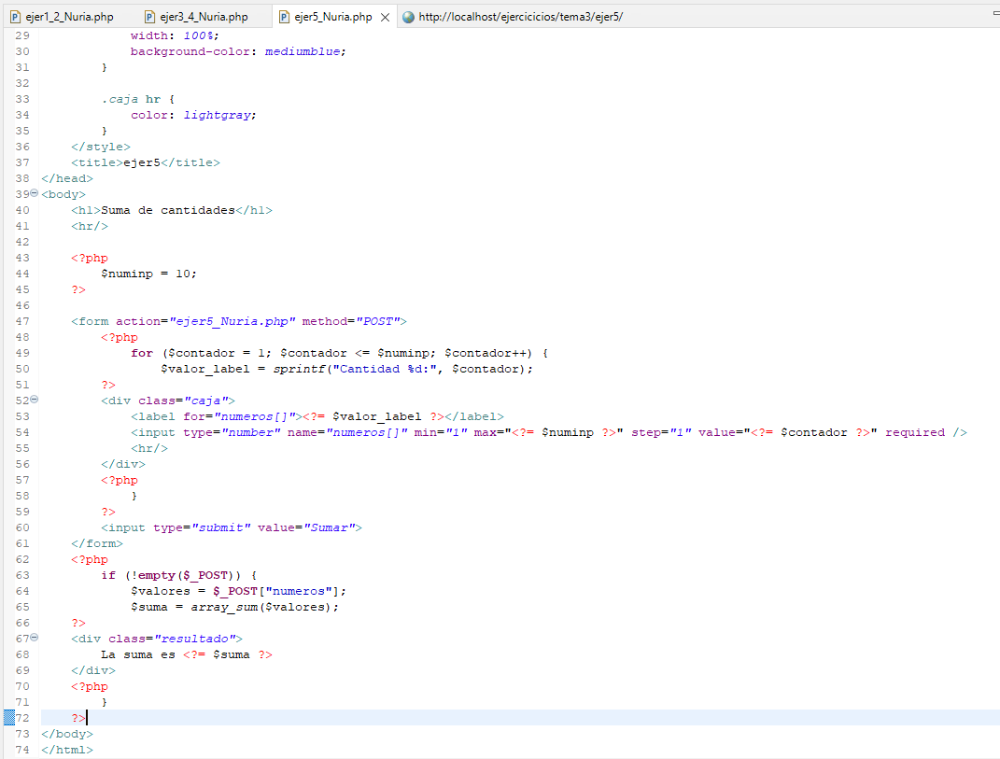 ejer1_2_Nuria.php ejer3_4_Nuria.php ejer5_Nuria.php http://localhost/ejercicicios/tema3/ejer5/
29 width: 100%;
30 background-color: mediumblue;
31 }
32
33 .caja hr {
34 color: lightgray;
35 }
36 </style>
37 <title>ejer5</title>
38 </head>
39 <body>
40 <h1>Suma de cantidades</h1>
41 <hr/>
42
43 <?php
44 $numinp = 10;
45 ?>
46
47 <form action="ejer5_Nuria.php" method="POST">
48 <?php
49 for ($contador = 1; $contador <= $numinp; $contador++) {
50 $valor_label = sprintf("Cantidad %d:", $contador);
51 ?>
52 <div class="caja">
53 <label for="numeros[]"><?= $valor_label ?></label>
54 <input type="number" name="numeros[]" min="1" max="<?= $numinp ?>" step="1" value="<?= $contador ?>" required />
55 <hr/>
56 </div>
57 <?php
58 }
59 ?>
60 <input type="submit" value="Sumar">
61 </form>
62 <?php
63 if (!empty($_POST)) {
64 $valores = $_POST["numeros"];
65 $suma = array_sum($valores);
66 ?>
67 <div class="resultado">
68 La suma es <?= $suma ?>
69 </div>
70 <?php
71 }
72 ?>
73 </body>
74 </html>